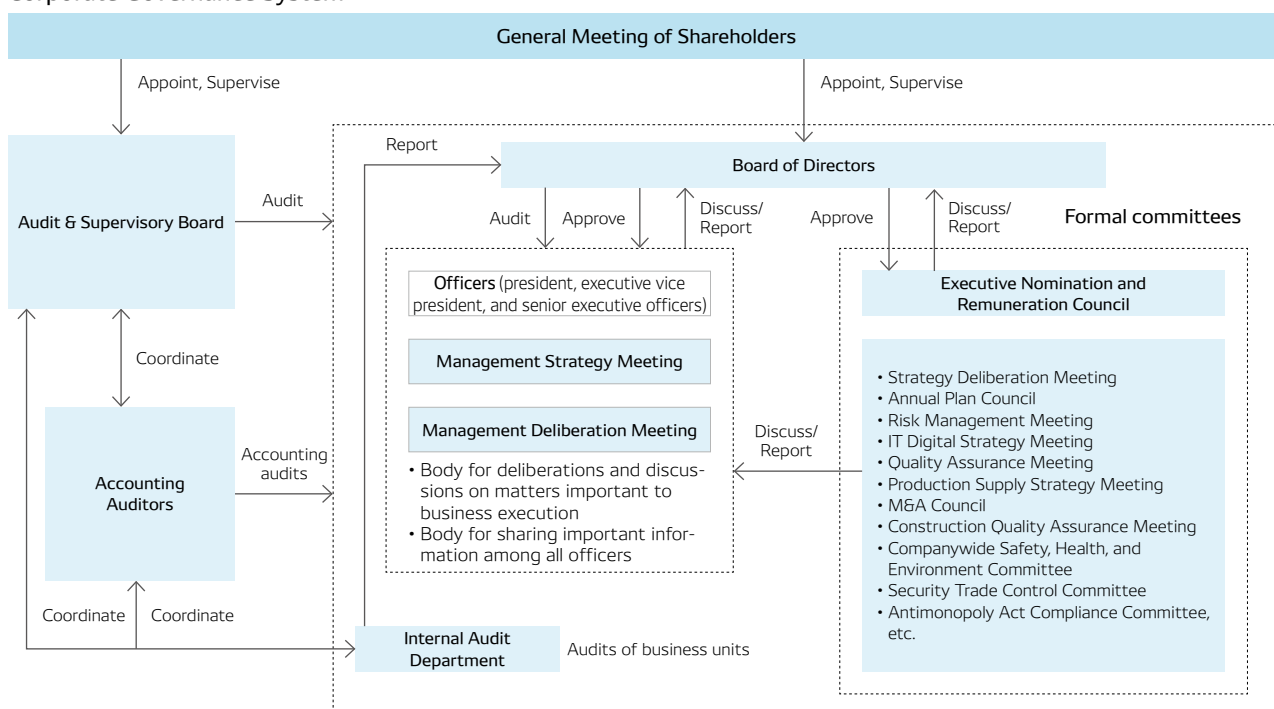 Corporate Governance System
General Meeting of Shareholders
Appoint, Supervise
Appoint, Supervise
Report
Board of Directors
Audit & Supervisory Board
Audit
Audit
Approve
Discuss/
Report
Approve
Discuss/
Report
Formal committees
Officers (president, executive vice
president, and senior executive officers)
Executive Nomination and
Remuneration Council
Coordinate
Management Strategy Meeting
Management Deliberation Meeting
• Body for deliberations and discus-
sions on matters important to
business execution
• Body for sharing important infor-
mation among all officers
Discuss/
Report
• Strategy Deliberation Meeting
• Annual Plan Council
• Risk Management Meeting
• IT Digital Strategy Meeting
• Quality Assurance Meeting
• Production Supply Strategy Meeting
• M&A Council
• Construction Quality Assurance Meeting
• Companywide Safety, Health, and
Environment Committee
• Security Trade Control Committee
• Antimonopoly Act Compliance Committee,
etc.
Accounting
Auditors
Accounting
audits
Coordinate
Coordinate
Internal Audit
Department
Audits of business units